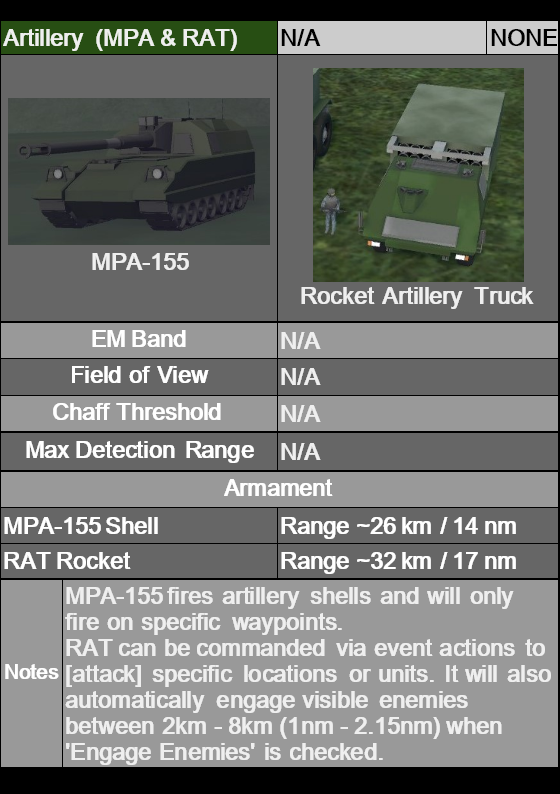 Artillery (MPA & RAT) N/A NONE
MPA-155
Rocket Artillery Truck
EM Band N/A
Field of View N/A
Chaff Threshold N/A
Max Detection Range N/A
Armament
MPA-155 Shell Range ~26 km / 14 nm
RAT Rocket Range ~32 km / 17 nm
Notes
MPA-155 fires artillery shells and will only
fire on specific waypoints.
RAT can be commanded via event actions to
[attack] specific locations or units. It will also
automatically engage visible enemies
between 2km - 8km (1nm - 2.15nm) when
'Engage Enemies' is checked.